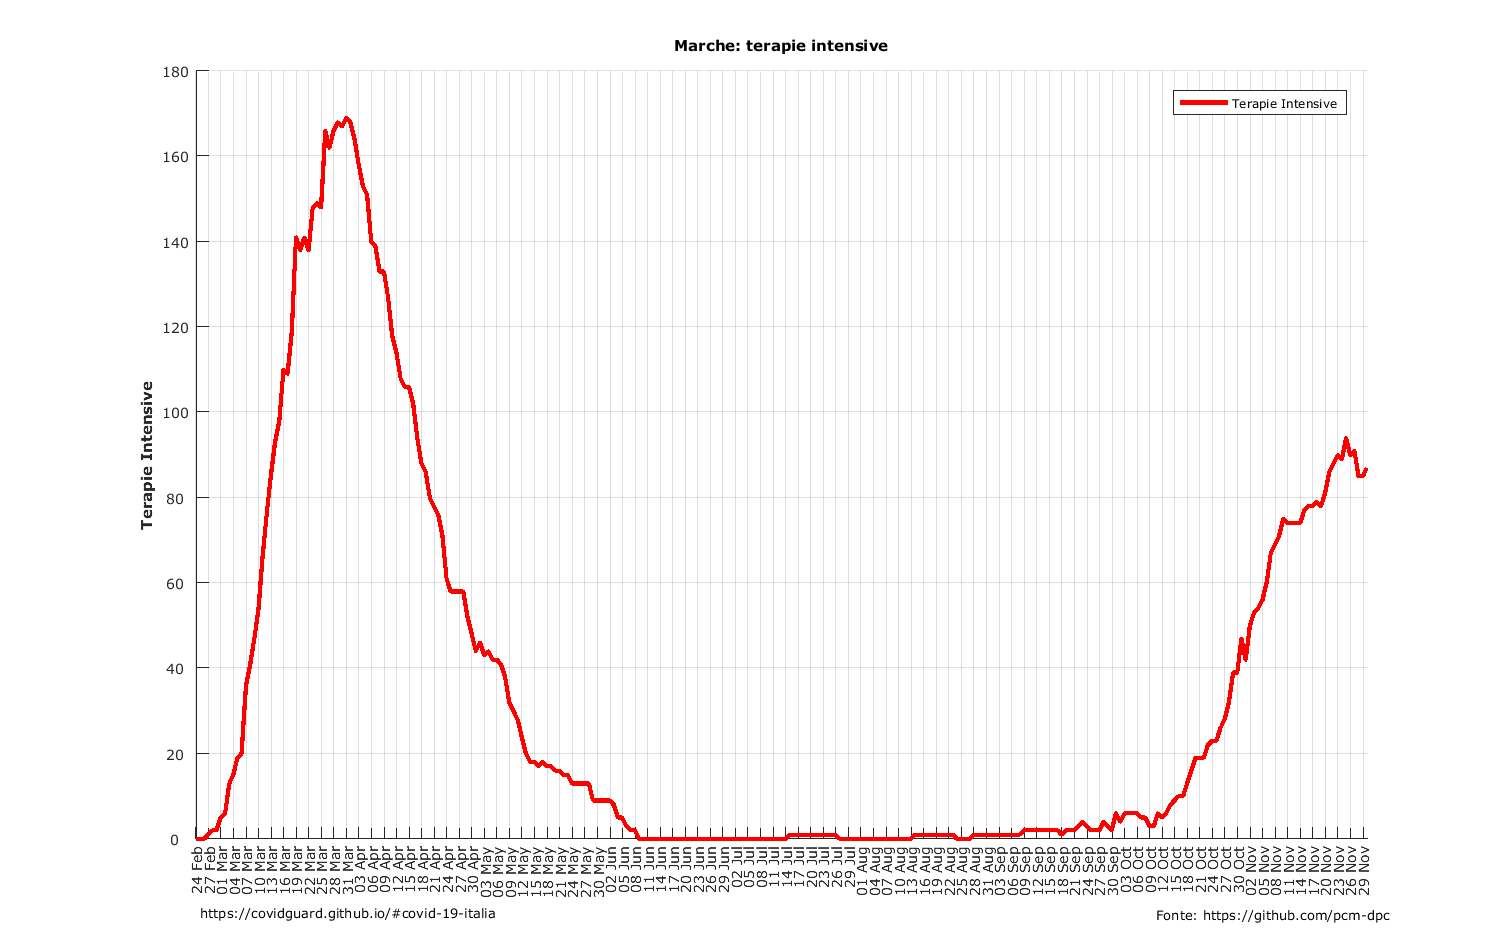 Marche: terapie intensive
Terapie Intensive
Terapie Intensive
180
160
140
120
100
80
60
40
20
0
24 Feb
27 Feb
01 Mar
04 Mar
07 Mar
10 Mar
13 Mar
16 Mar
19 Mar
22 Mar
25 Mar
28 Mar
31 Mar
03 Apr
06 Apr
09 Apr
12 Apr
15 Apr
18 Apr
21 Apr
24 Apr
27 Apr
30 Apr
03 May
06 May
09 May
12 May
15 May
18 May
21 May
24 May
27 May
30 May
02 Jun
05 Jun
08 Jun
11 Jun
14 Jun
17 Jun
20 Jun
23 Jun
26 Jun
29 Jun
02 Jul
05 Jul
08 Jul
11 Jul
14 Jul
17 Jul
20 Jul
23 Jul
26 Jul
29 Jul
01 Aug
04 Aug
07 Aug
10 Aug
13 Aug
16 Aug
19 Aug
22 Aug
25 Aug
28 Aug
31 Aug
03 Sep
06 Sep
09 Sep
12 Sep
15 Sep
18 Sep
21 Sep
24 Sep
27 Sep
30 Sep
03 Oct
06 Oct
09 Oct
12 Oct
15 Oct
18 Oct
21 Oct
24 Oct
27 Oct
30 Oct
02 Nov
05 Nov
08 Nov
11 Nov
14 Nov
17 Nov
20 Nov
23 Nov
26 Nov
29 Nov
https://covidguard.github.io/#covid-19-italia
Fonte: https://github.com/pcm-dpc